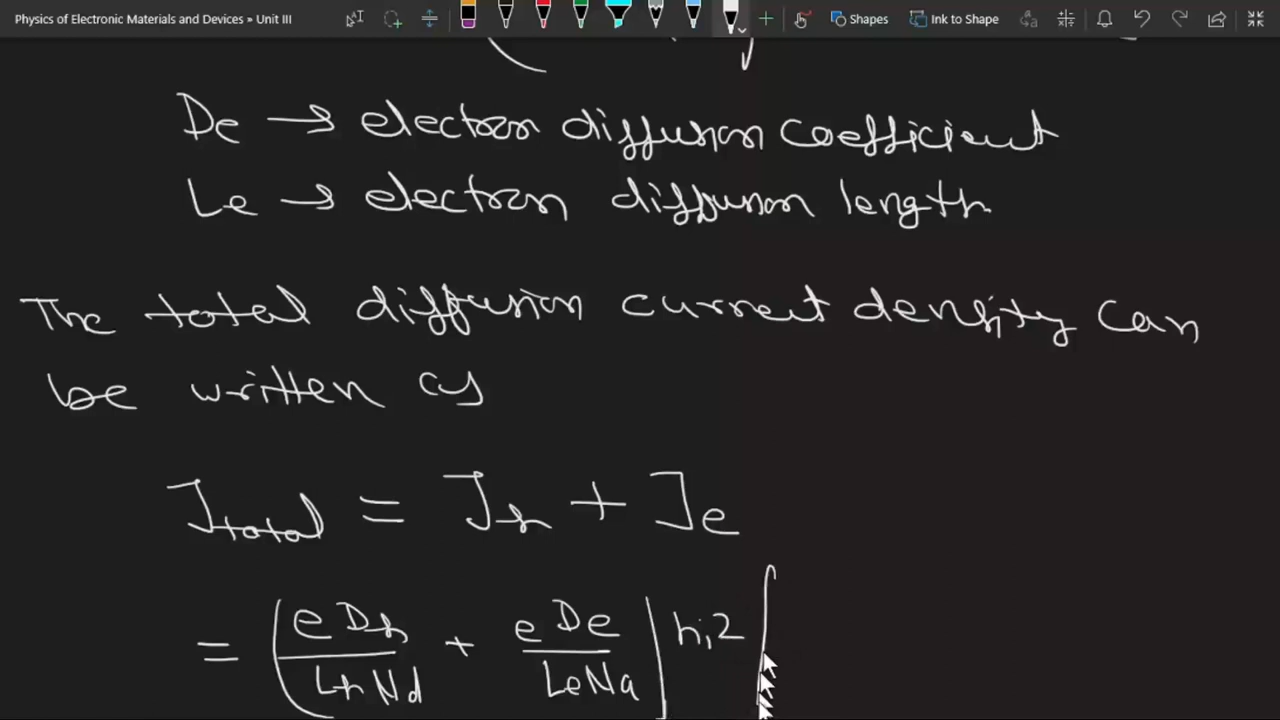 Physics of Electronic Materials and Devices » Unit III
Shapes
Ink to Shape
De → electron diffusion coefficient
Le → electron diffusion length
The total diffusion current density can
be written as
Jtotal = Jh + Je
= (eDh/LhNd + eDe/LeNa) ni2 [